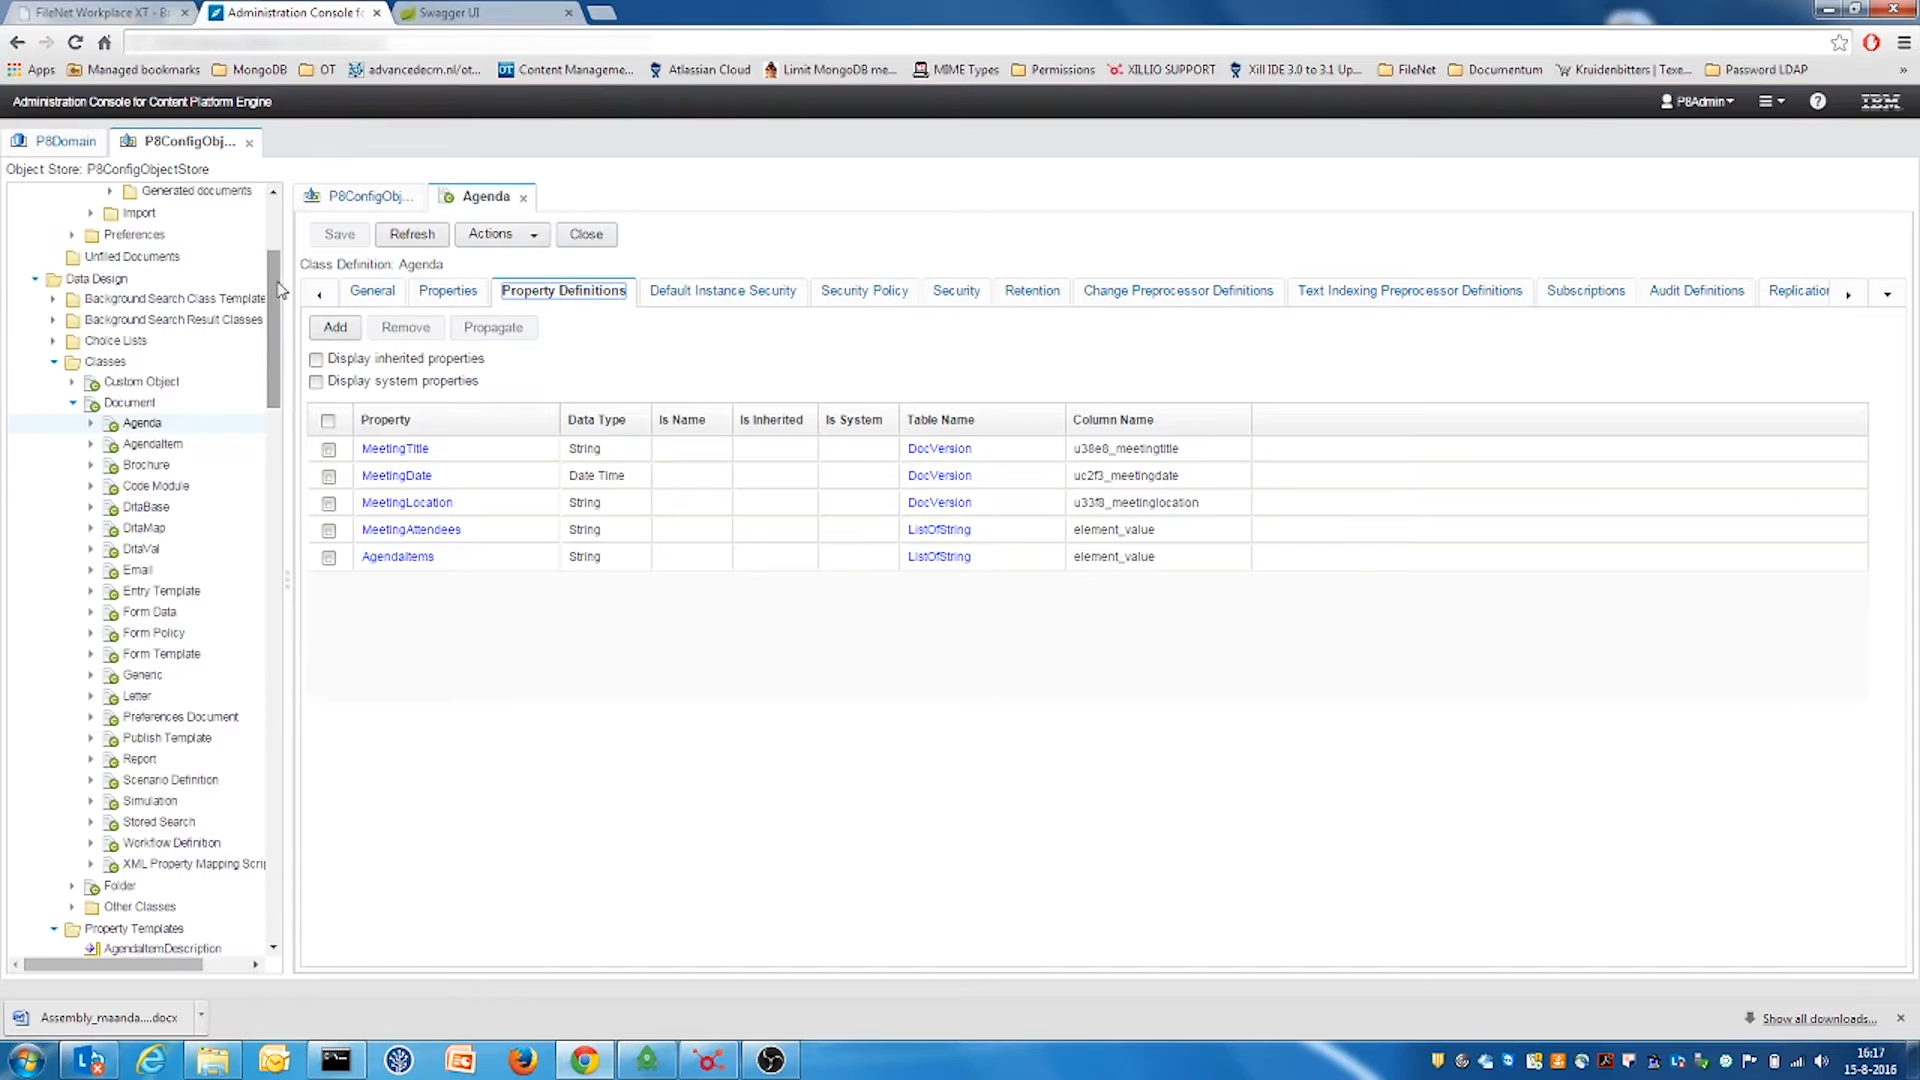 FileNet Workplace XT - Br
Administration Console fo
Swagger UI
Apps
Managed bookmarks
MongoDB
OT
advancedecm.nl/ot...
Content Manageme...
Atlassian Cloud
Limit MongoDB me...
MIME Types
Permissions
XILLIO SUPPORT
Xill IDE 3.0 to 3.1 Up...
FileNet
Documentum
Kruidenbitters | Texe...
Password LDAP
»
Administration Console for Content Platform Engine
P8Admin
IBM
P8Domain
P8ConfigObj...
Object Store: P8ConfigObjectStore
Generated documents
Import
Preferences
Unfiled Documents
Data Design
Background Search Class Template
Background Search Result Classes
Choice Lists
Classes
Custom Object
Document
Agenda
AgendaItem
Brochure
Code Module
DitaBase
DitaMap
DitaVal
Email
Entry Template
Form Data
Form Policy
Form Template
Generic
Letter
Preferences Document
Publish Template
Report
Scenario Definition
Simulation
Stored Search
Workflow Definition
XML Property Mapping Scrip
Folder
Other Classes
Property Templates
AgendaItemDescription
P8ConfigObj...
Agenda
Save
Refresh
Actions
Close
Class Definition: Agenda
General
Properties
Property Definitions
Default Instance Security
Security Policy
Security
Retention
Change Preprocessor Definitions
Text Indexing Preprocessor Definitions
Subscriptions
Audit Definitions
Replication
Add
Remove
Propagate
Display inherited properties
Display system properties
Property Data Type Is Name Is Inherited Is System Table Name Column Name
MeetingTitle String DocVersion u38e8_meetingtitle
MeetingDate Date Time DocVersion uc2f3_meetingdate
MeetingLocation String DocVersion u33f8_meetinglocation
MeetingAttendees String ListOfString element_value
AgendaItems String ListOfString element_value
Assembly_maanda....docx
Show all downloads...
16:17
15-8-2016